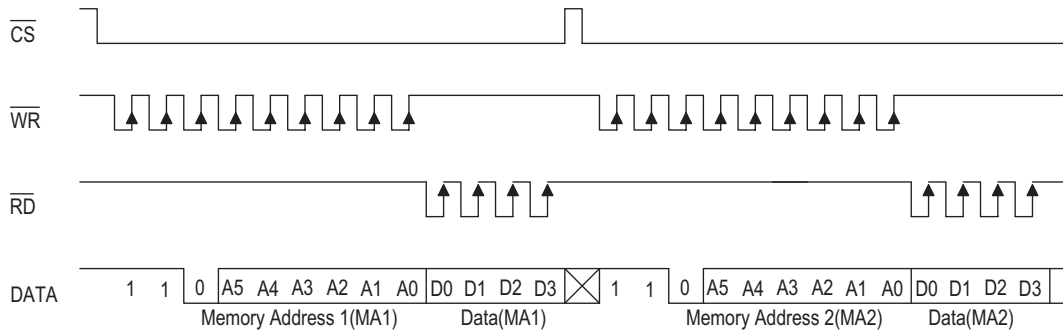 CS
WR
RD
DATA 1 1 0 A5 A4 A3 A2 A1 A0 D0 D1 D2 D3 1 1 0 A5 A4 A3 A2 A1 A0 D0 D1 D2 D3
Memory Address 1(MA1) Data(MA1) Memory Address 2(MA2) Data(MA2)